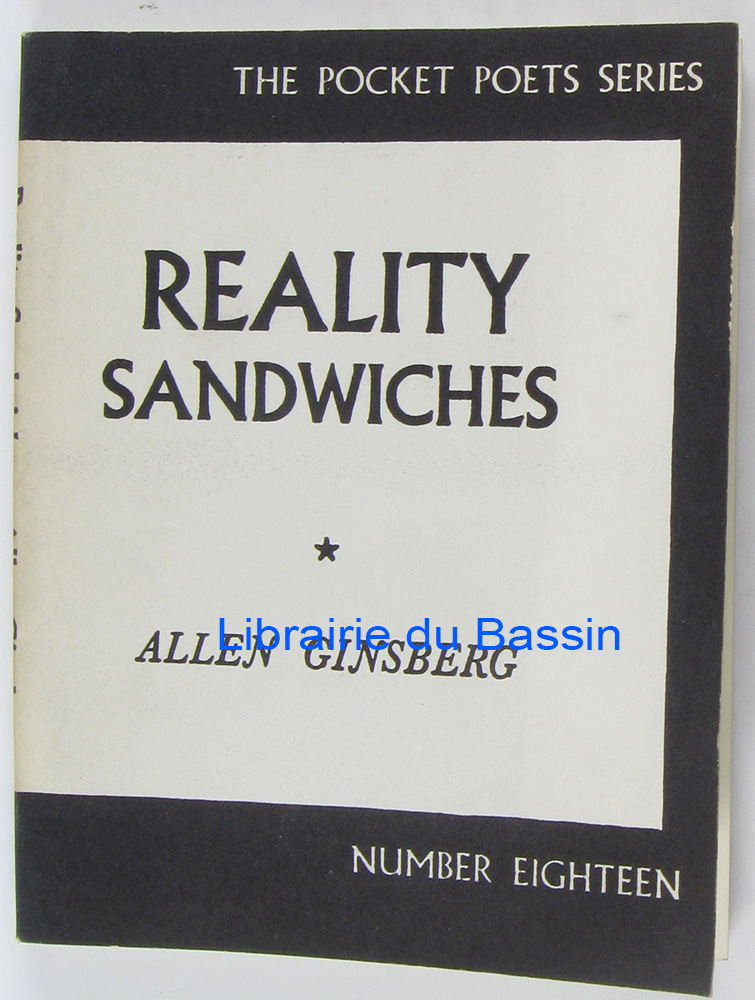 THE POCKET POETS SERIES
REALITY
SANDWICHES
*
ALLEN GINSBERG
Librairie du Bassin
NUMBER EIGHTEEN